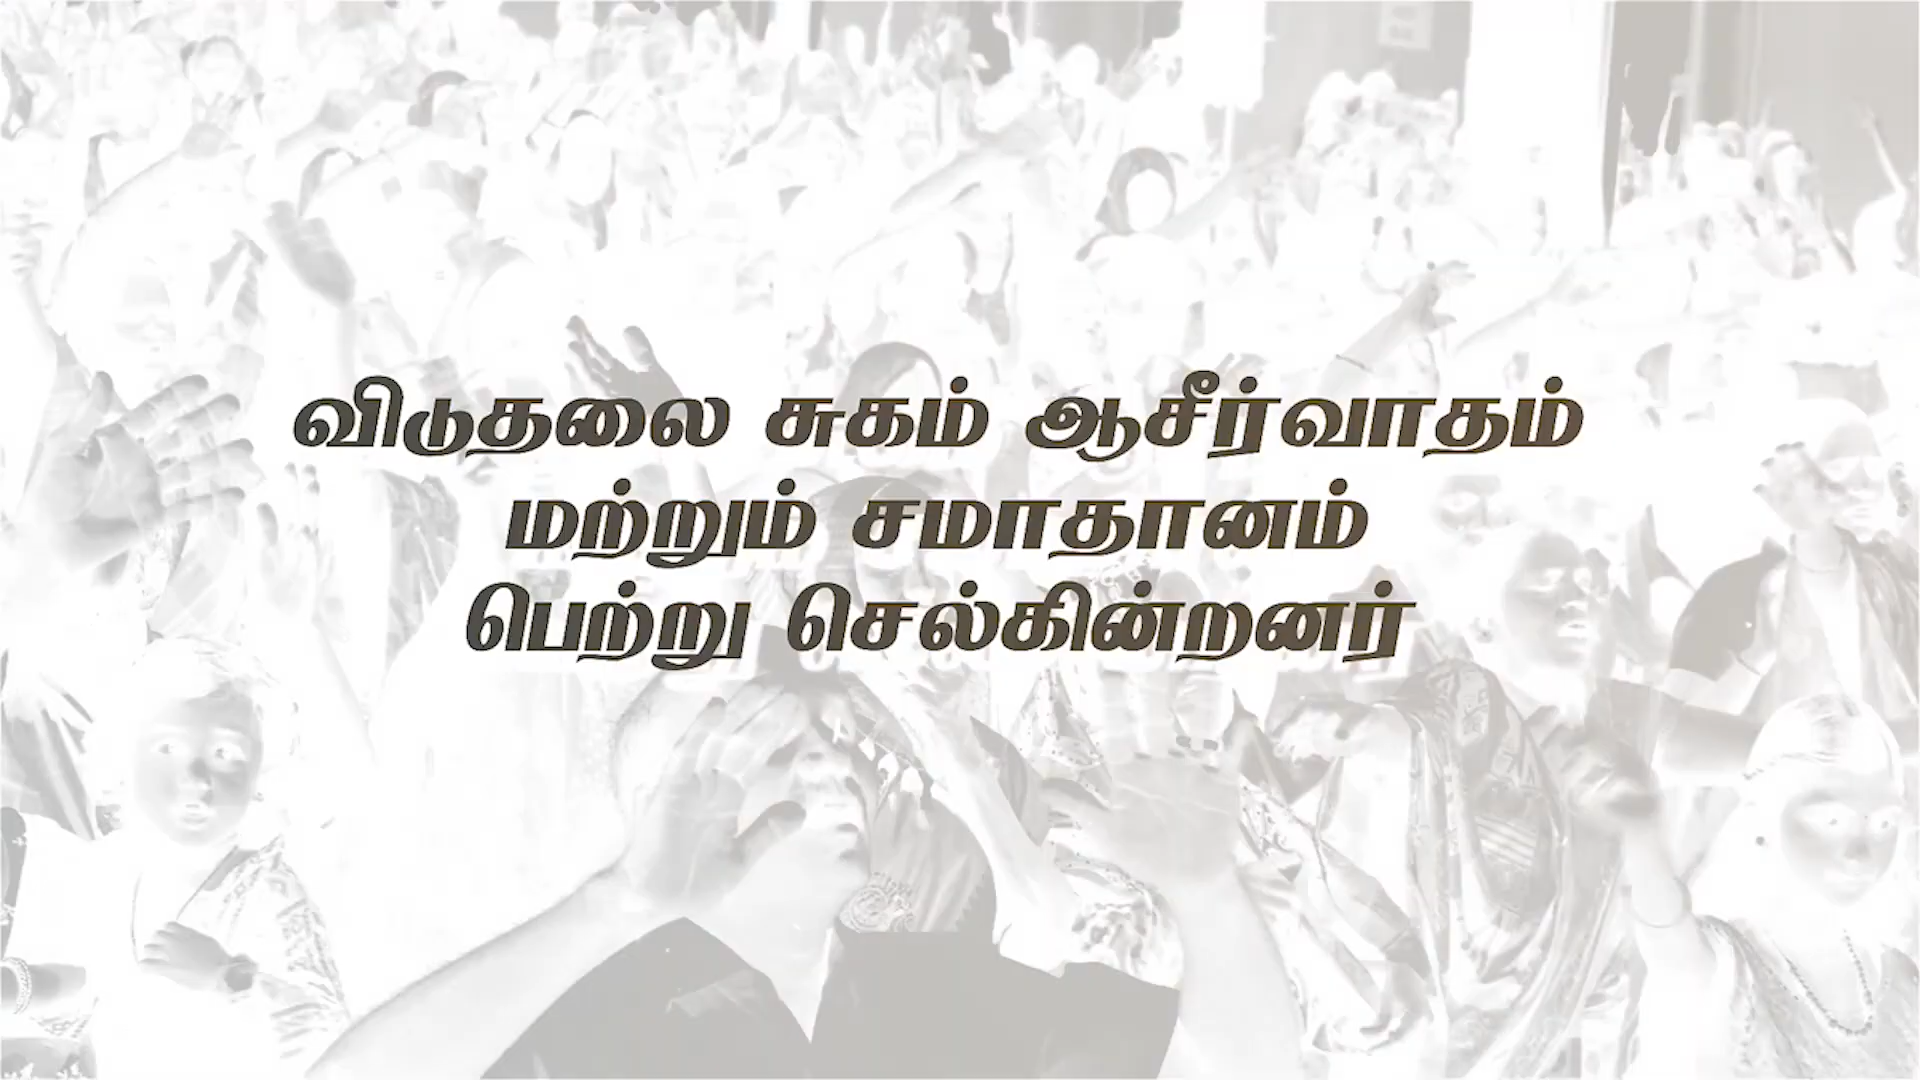 விடுதலை சுகம் ஆசீர்வாதம்
மற்றும் சமாதானம்
பெற்று செல்கின்றனர்